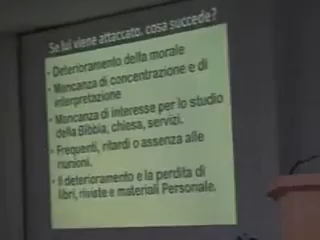 Se lui viene attaccato, cosa succede?
• Deterioramento della morale
• Mancanza di concentrazione e di
interpretazione
• Mancanza di interesse per lo studio
della Bibbia, chiesa, servizi.
• Frequenti, ritardi o assenza alle
riunioni.
• Il deterioramento e la perdita di
libri, riviste e materiali Personale.